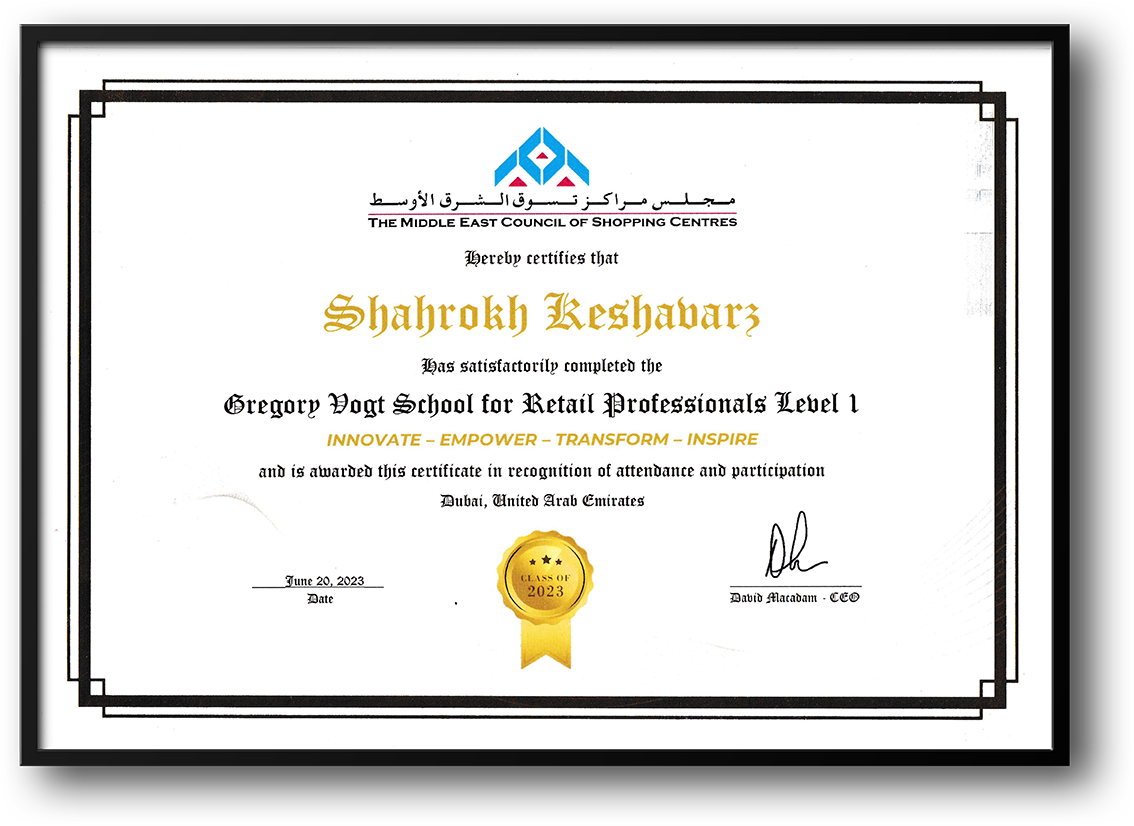 مجلس مراكز تسوق الشرق الأوسط
THE MIDDLE EAST COUNCIL OF SHOPPING CENTRES
Hereby certifies that
Shahrokh Keshavarz
Has satisfactorily completed the
Gregory Vogt School for Retail Professionals Level 1
INNOVATE – EMPOWER – TRANSFORM – INSPIRE
and is awarded this certificate in recognition of attendance and participation
Dubai, United Arab Emirates
June 20, 2023
Date
CLASS OF
2023
David Macadam - CEO